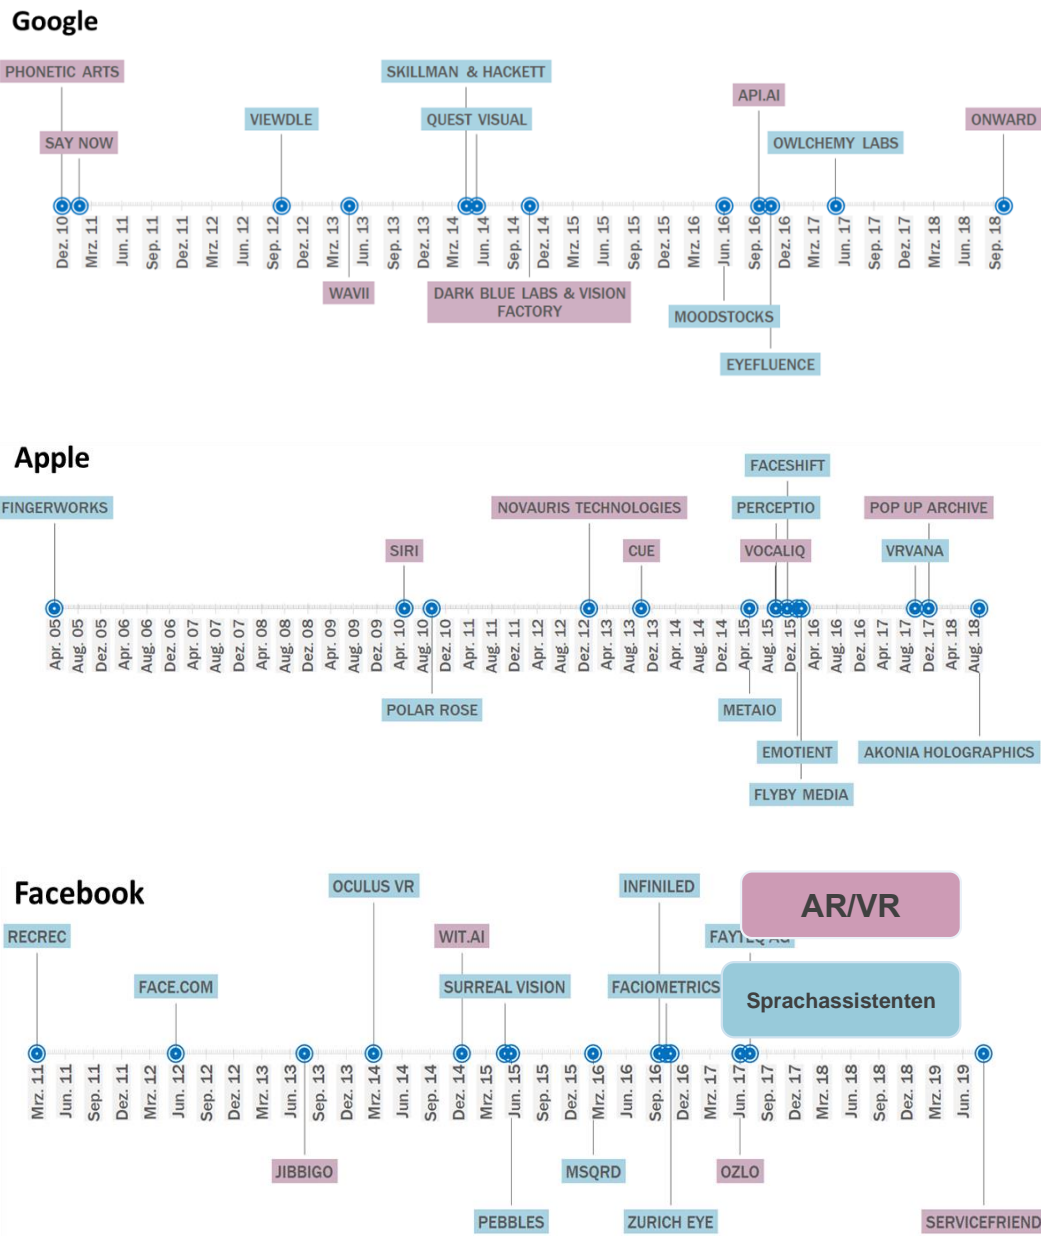 Google
PHONETIC ARTS
SKILLMAN & HACKETT
API.AI
VIEWDLE
QUEST VISUAL
ONWARD
SAY NOW
OWLCHEMY LABS
Dez. 10
Mrz. 11
Jun. 11
Sep. 11
Dez. 11
Mrz. 12
Jun. 12
Sep. 12
Dez. 12
Mrz. 13
Jun. 13
Sep. 13
Dez. 13
Mrz. 14
Jun. 14
Sep. 14
Dez. 14
Mrz. 15
Jun. 15
Sep. 15
Dez. 15
Mrz. 16
Jun. 16
Sep. 16
Dez. 16
Mrz. 17
Jun. 17
Sep. 17
Dez. 17
Mrz. 18
Jun. 18
Sep. 18
WAVII
DARK BLUE LABS & VISION
FACTORY
MOODSTOCKS
EYEFLUENCE
Apple
FACESHIFT
FINGERWORKS
NOVAURIS TECHNOLOGIES
PERCEPTIO
POP UP ARCHIVE
SIRI
CUE
VOCALIQ
VRVANA
Apr. 05
Aug. 05
Dez. 05
Apr. 06
Aug. 06
Dez. 06
Apr. 07
Aug. 07
Dez. 07
Apr. 08
Aug. 08
Dez. 08
Apr. 09
Aug. 09
Dez. 09
Apr. 10
Aug. 10
Dez. 10
Apr. 11
Aug. 11
Dez. 11
Apr. 12
Aug. 12
Dez. 12
Apr. 13
Aug. 13
Dez. 13
Apr. 14
Aug. 14
Dez. 14
Apr. 15
Aug. 15
Dez. 15
Apr. 16
Aug. 16
Dez. 16
Apr. 17
Aug. 17
Dez. 17
Apr. 18
Aug. 18
POLAR ROSE
METAIO
EMOTIENT
AKONIA HOLOGRAPHICS
FLYBY MEDIA
Facebook
OCULUS VR
INFINILED
AR/VR
RECREC
WIT.AI
FAYTEQ AG
FACE.COM
SURREAL VISION
FACIOMETRICS
Sprachassistenten
Mrz. 11
Jun. 11
Sep. 11
Dez. 11
Mrz. 12
Jun. 12
Sep. 12
Dez. 12
Mrz. 13
Jun. 13
Sep. 13
Dez. 13
Mrz. 14
Jun. 14
Sep. 14
Dez. 14
Mrz. 15
Jun. 15
Sep. 15
Dez. 15
Mrz. 16
Jun. 16
Sep. 16
Dez. 16
Mrz. 17
Jun. 17
Sep. 17
Dez. 17
Mrz. 18
Jun. 18
Sep. 18
Dez. 18
Mrz. 19
Jun. 19
JIBBIGO
MSQRD
OZLO
PEBBLES
ZURICH EYE
SERVICEFRIEND